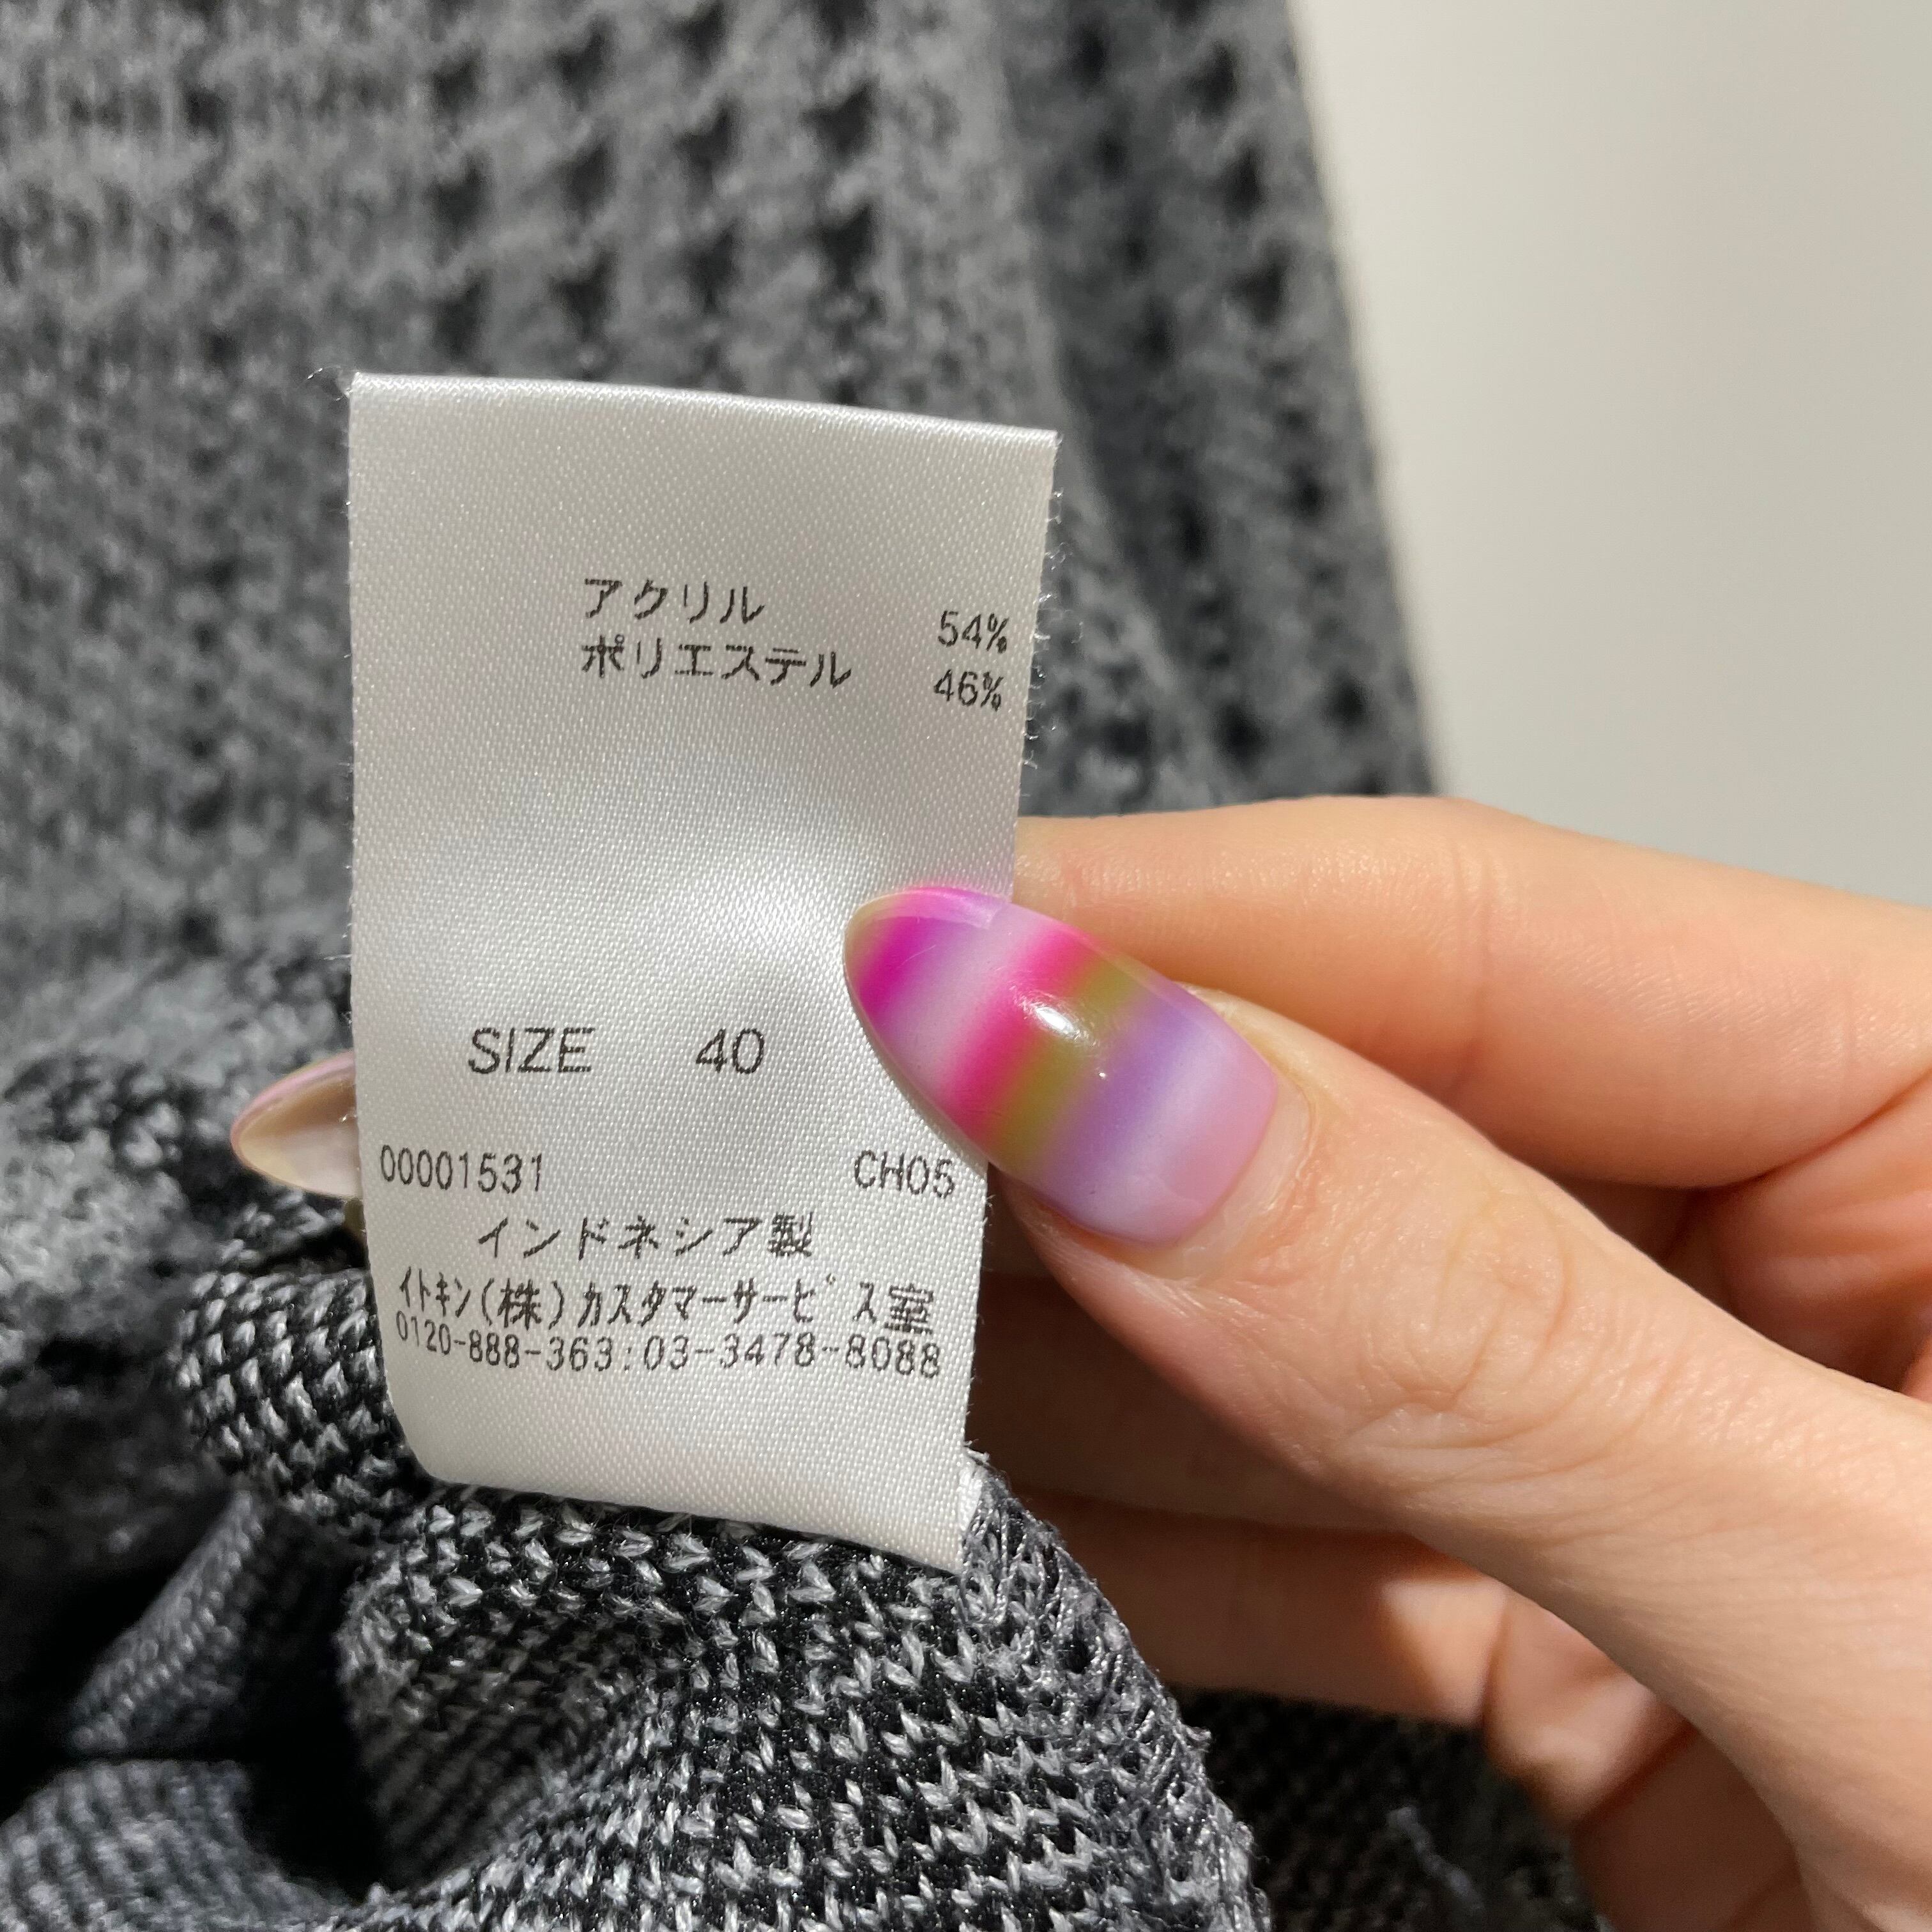 アクリル 54%
ポリエステル 46%
SIZE 40
00001531 CH05
インドネシア製
ｲﾄｷﾝ(株)ｶｽﾀﾏｰｻｰﾋﾞｽ室
0120-888-363:03-3478-8088